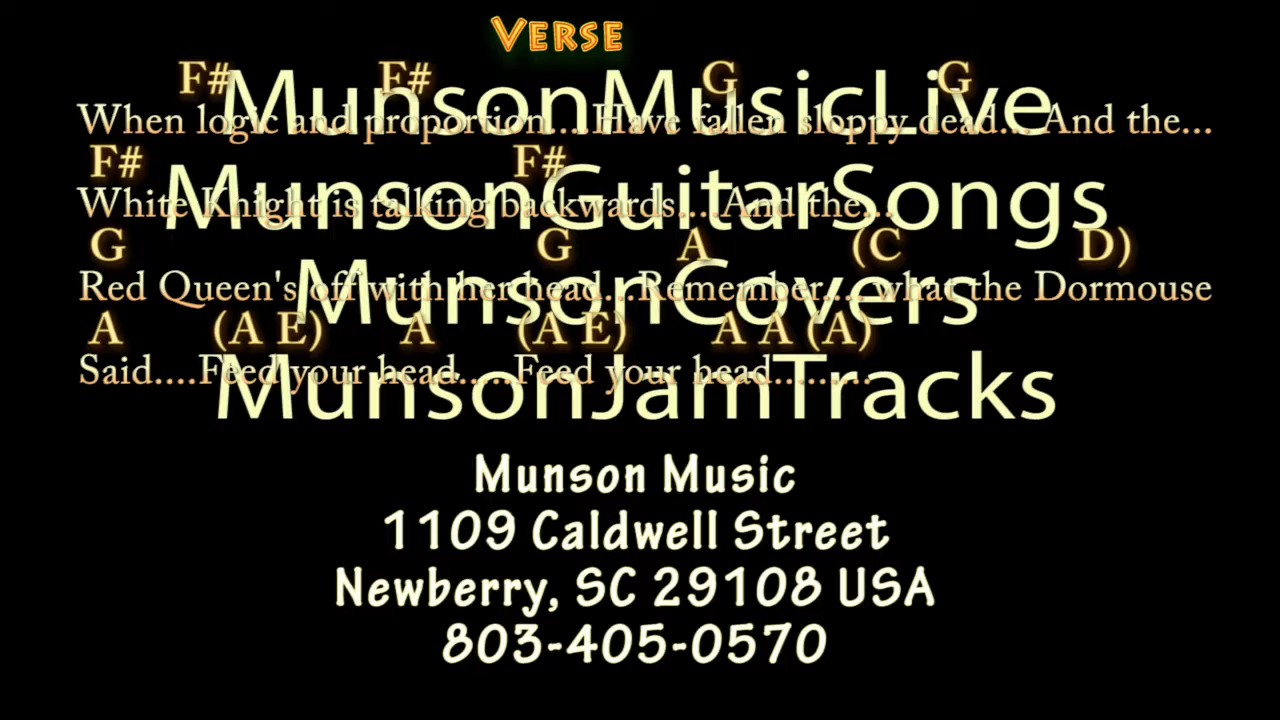 VERSE
F# F# G G
MunsonMusicLive
When logic and proportion....Have fallen sloppy dead... And the...
F# F#
MunsonGuitarSongs
White Knight is talking backwards... And the...
G G A (C D)
MunsonCovers
Red Queen's off with her head...Remember.... what the Dormouse
A (A E) A (A E) A A (A)
Said....Feed your head.....Feed your head.........
MunsonJamTracks
Munson Music
1109 Caldwell Street
Newberry, SC 29108 USA
803-405-0570